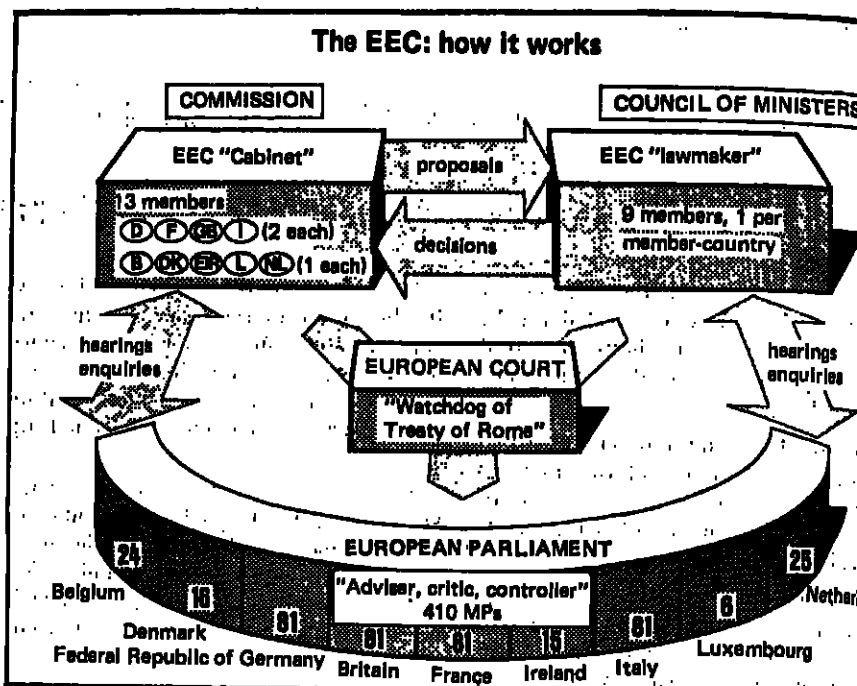 The EEC: how it works
COMMISSION
COUNCIL OF MINISTERS
EEC "Cabinet"
proposals
EEC "lawmaker"
13 members
D F GB I (2 each)
B DK EIR L NL (1 each)
decisions
9 members, 1 per
member-country
hearings
enquiries
EUROPEAN COURT
"Watchdog of
Treaty of Rome"
hearings
enquiries
EUROPEAN PARLIAMENT
"Adviser, critic, controller"
410 MPs
24
16
81
81
81
15
81
6
25
Belgium
Denmark
Federal Republic of Germany
Britain
France
Ireland
Italy
Luxembourg
Nether